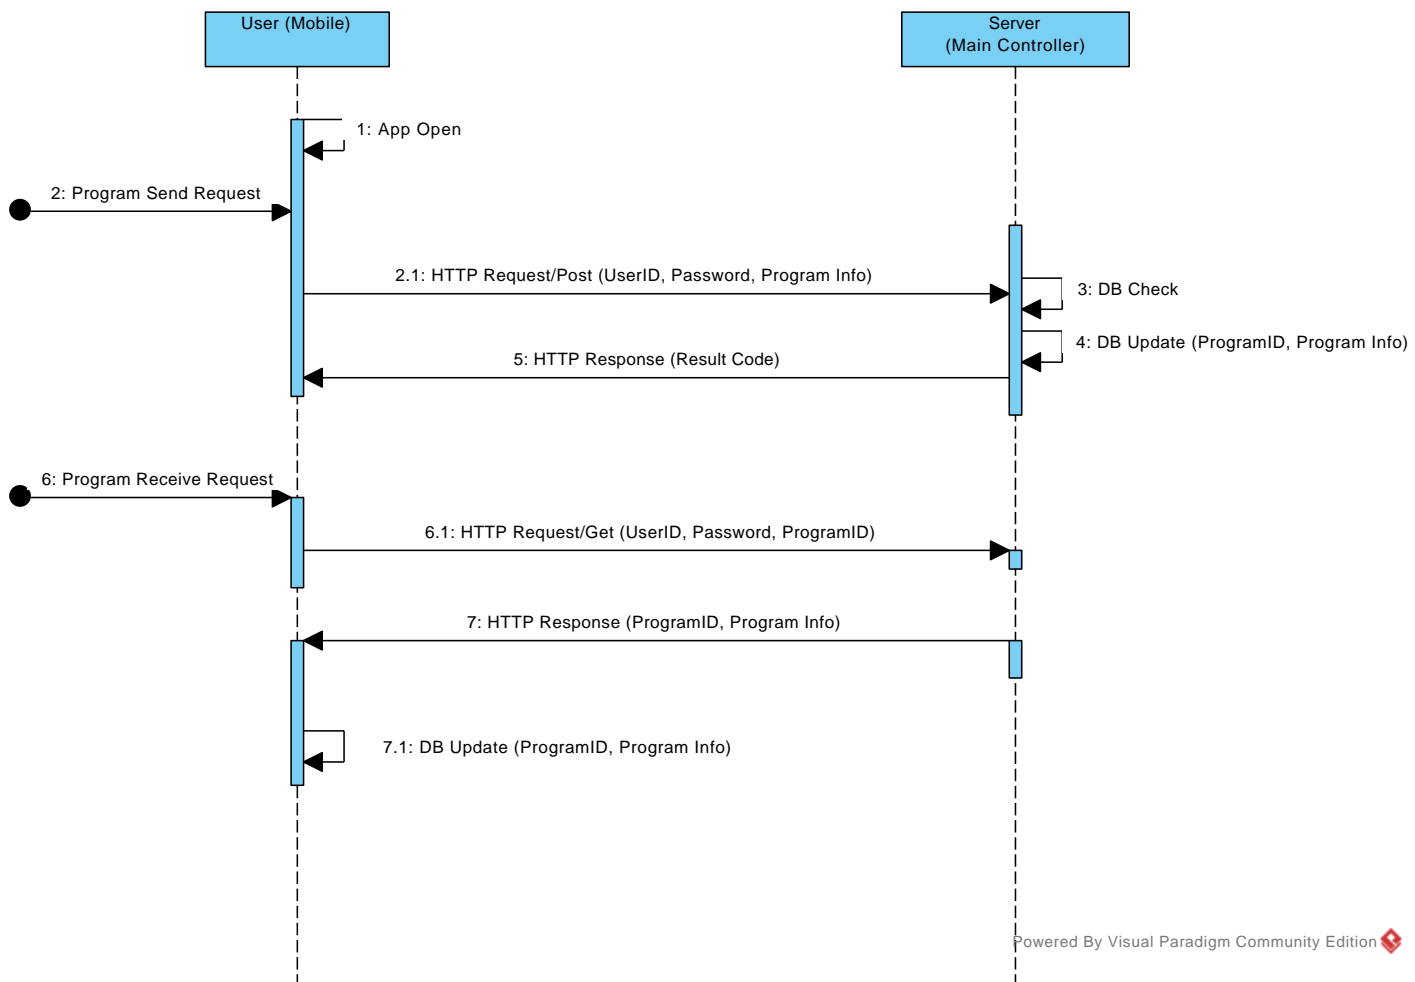 User (Mobile)
Server
(Main Controller)
1: App Open
2: Program Send Request
2.1: HTTP Request/Post (UserID, Password, Program Info)
3: DB Check
4: DB Update (ProgramID, Program Info)
5: HTTP Response (Result Code)
6: Program Receive Request
6.1: HTTP Request/Get (UserID, Password, ProgramID)
7: HTTP Response (ProgramID, Program Info)
7.1: DB Update (ProgramID, Program Info)
Powered By Visual Paradigm Community Edition